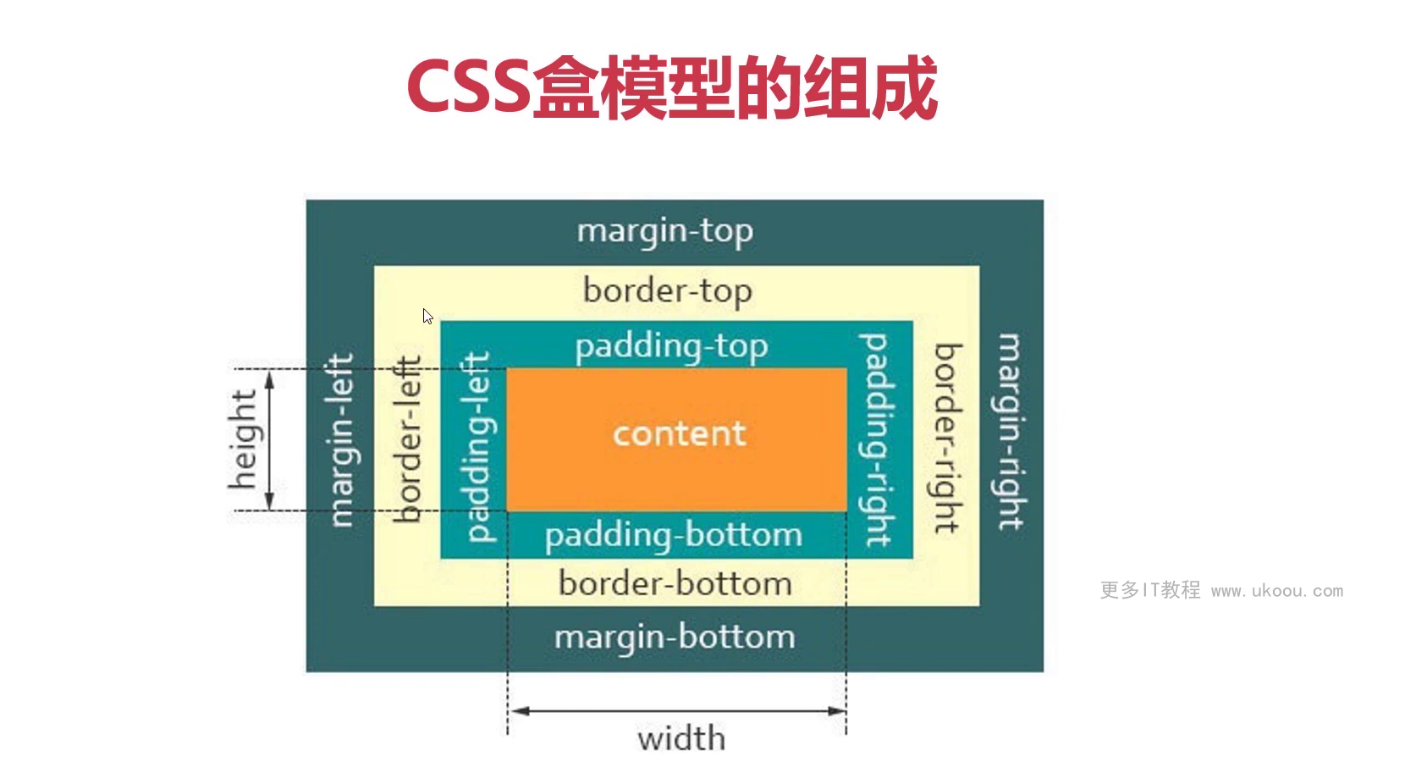 CSS盒模型的组成
margin-top
border-top
padding-top
height
margin-left
border-left
padding-left
content
padding-right
border-right
margin-right
padding-bottom
border-bottom
margin-bottom
width
更多IT教程 www.ukoou.com